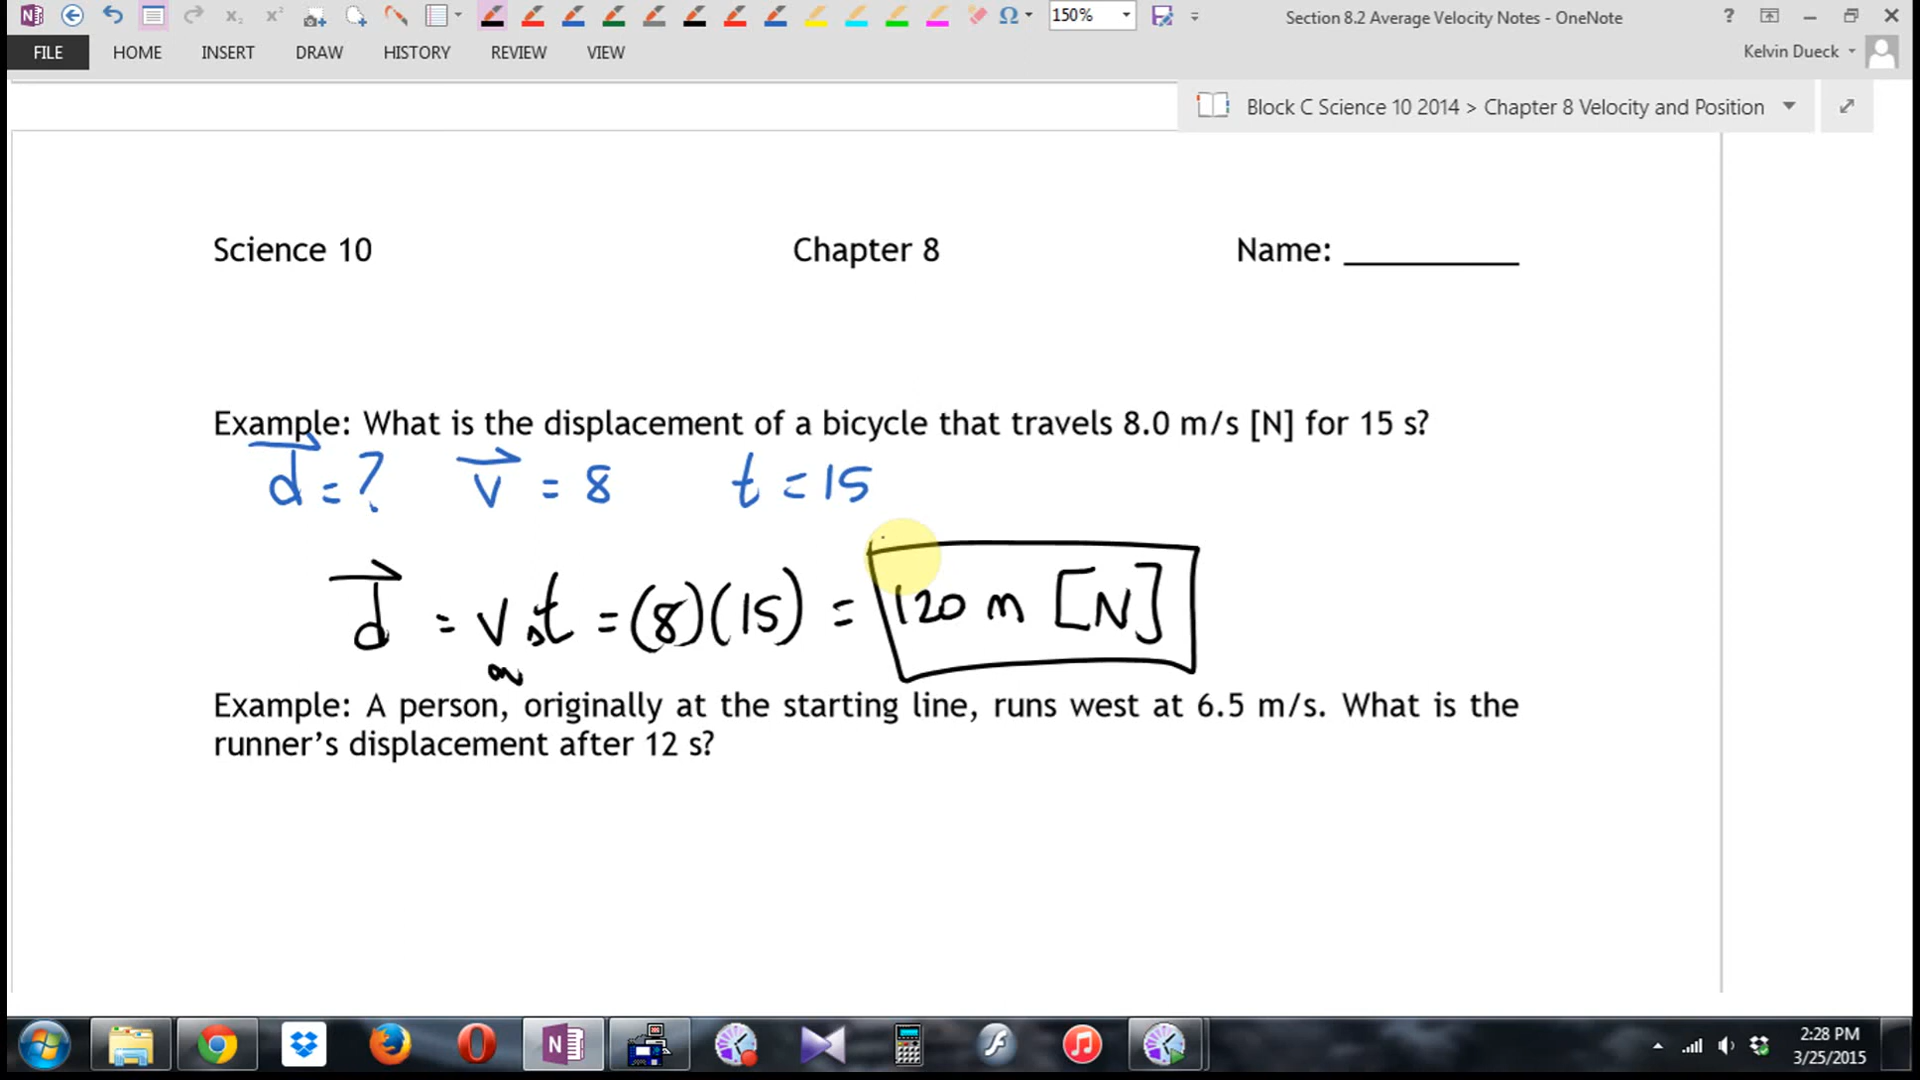 150%
Section 8.2 Average Velocity Notes - OneNote
?
FILE HOME INSERT DRAW HISTORY REVIEW VIEW
Kelvin Dueck
Block C Science 10 2014 > Chapter 8 Velocity and Position
Science 10 Chapter 8 Name: __________
Example: What is the displacement of a bicycle that travels 8.0 m/s [N] for 15 s?
d = ? v = 8 t = 15
d = v t = (8)(15) = 120 m [N]
Example: A person, originally at the starting line, runs west at 6.5 m/s. What is the
runner's displacement after 12 s?
2:28 PM
3/25/2015